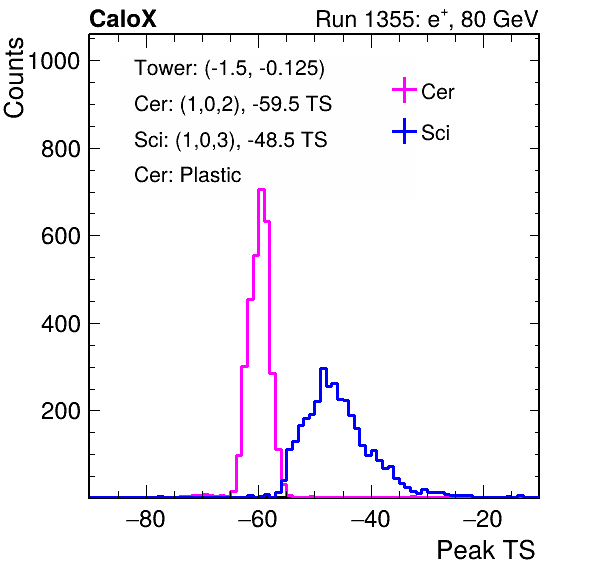 CaloX Run 1355: e⁺, 80 GeV
Counts
1000
800
600
400
200
Tower: (-1.5, -0.125)
Cer: (1,0,2), -59.5 TS
Sci: (1,0,3), -48.5 TS
Cer: Plastic
Cer
Sci
−80 −60 −40 −20
Peak TS